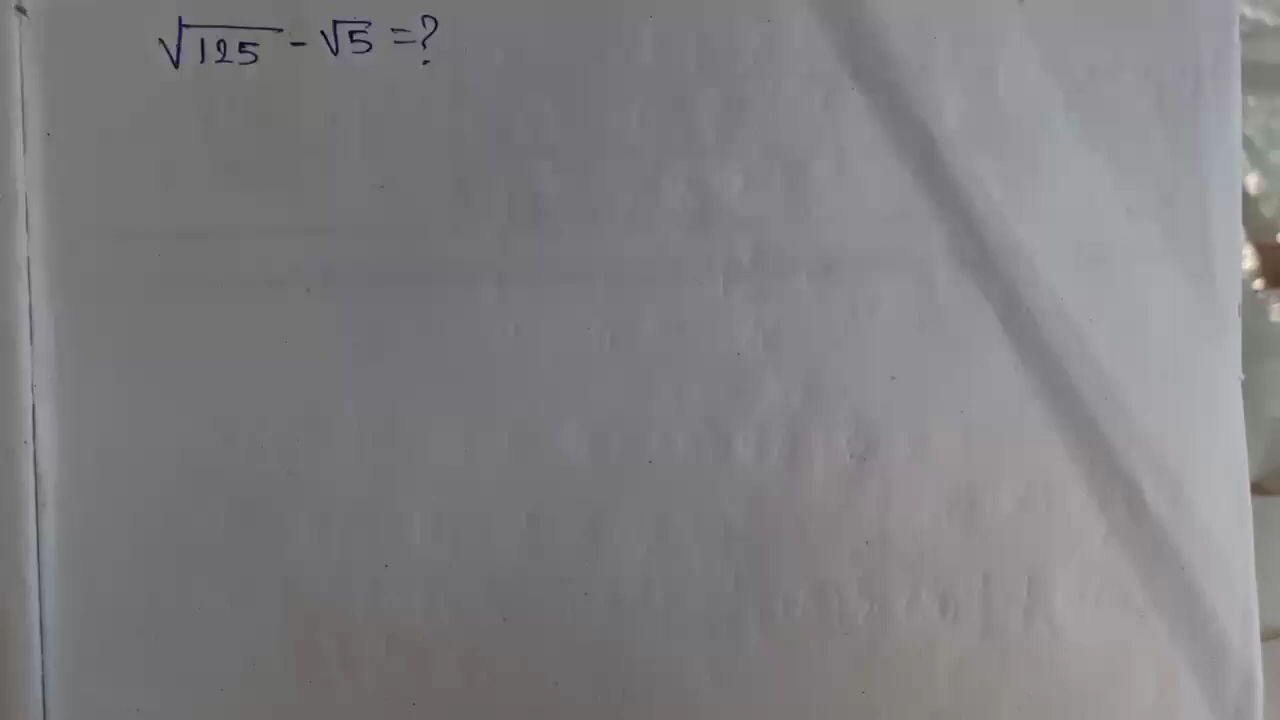 √125 - √5 = ?